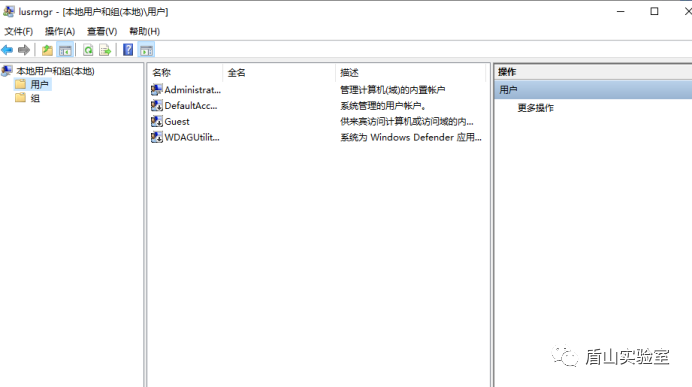 lusrmgr - [本地用户和组(本地)\用户]
文件(F) 操作(A) 查看(V) 帮助(H)
本地用户和组(本地)
用户
组
名称 全名 描述
Administrat... 管理计算机(域)的内置帐户
DefaultAcc... 系统管理的用户帐户。
Guest 供来宾访问计算机或访问域的内...
WDAGUtilit... 系统为 Windows Defender 应用...
操作
用户
更多操作
盾山实验室